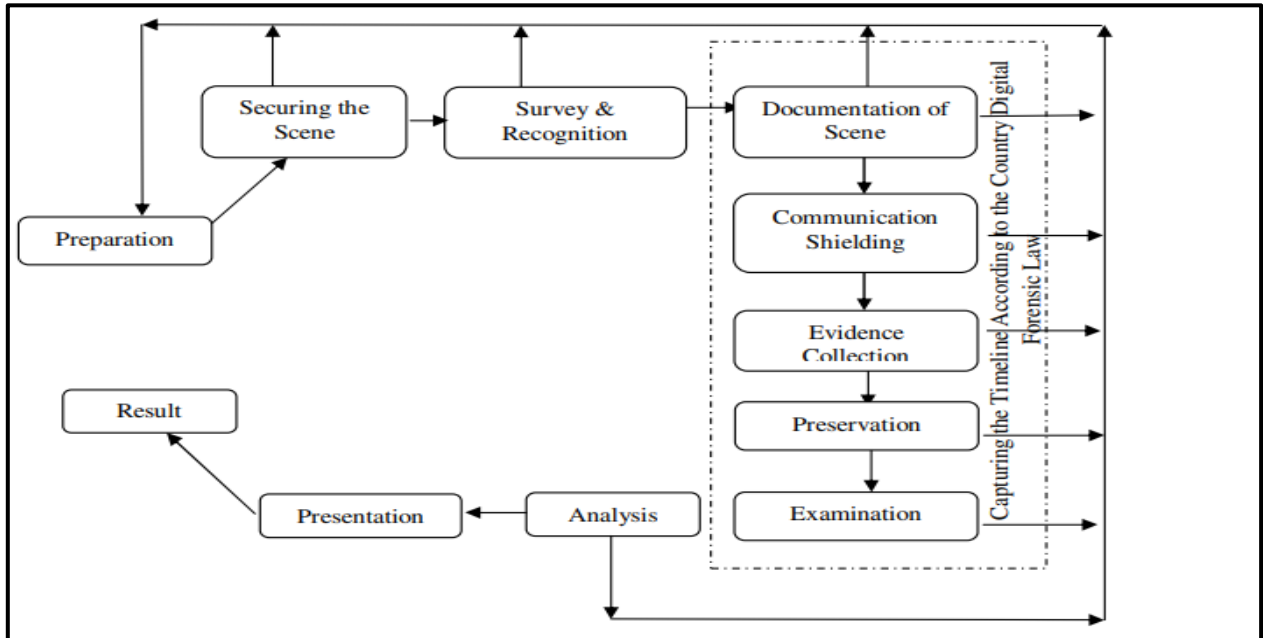 Securing the
Scene
Survey &
Recognition
Documentation of
Scene
Preparation
Communication
Shielding
Evidence
Collection
Preservation
Examination
Capturing the Timeline According to the Country Digital
Forensic Law
Analysis
Presentation
Result